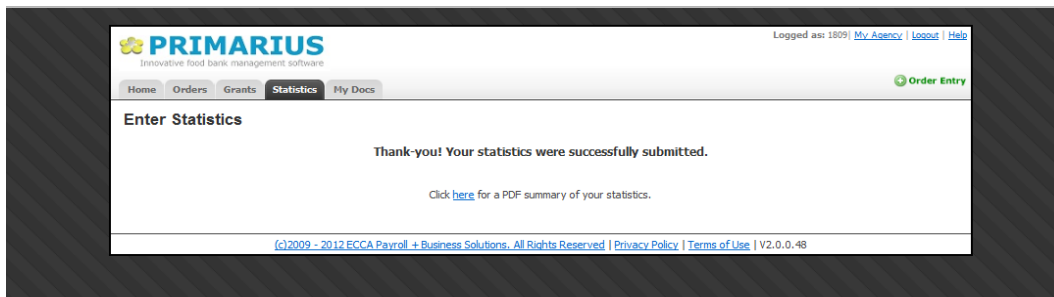 PRIMARIUS
Innovative food bank management software
Logged as: 1809| My Agency | Logout | Help
Home Orders Grants Statistics My Docs
Order Entry
Enter Statistics
Thank-you! Your statistics were successfully submitted.
Click here for a PDF summary of your statistics.
(c)2009 - 2012 ECCA Payroll + Business Solutions. All Rights Reserved | Privacy Policy | Terms of Use | V2.0.0.48